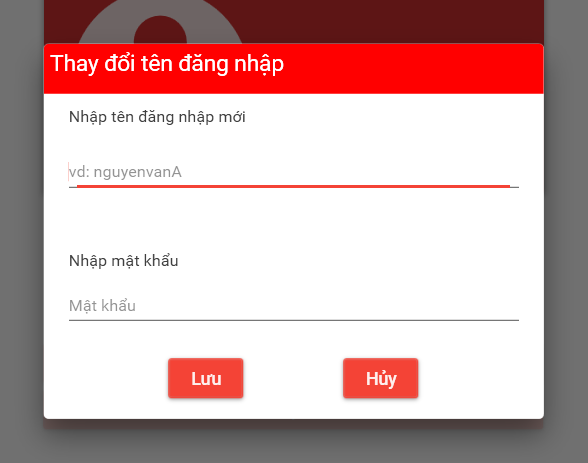 Thay đổi tên đăng nhập
Nhập tên đăng nhập mới
vd: nguyenvanA
Nhập mật khẩu
Mật khẩu
Lưu
Hủy